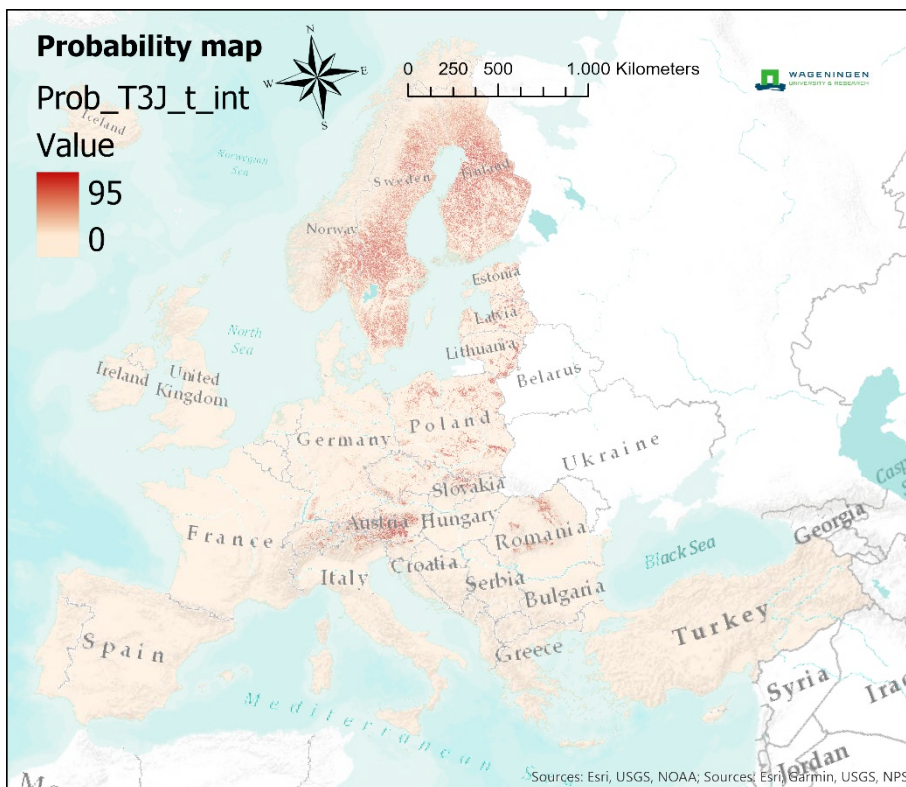 Probability map
Prob_T3J_t_int
Value
95
0
N
W
E
S
0 250 500 1.000 Kilometers
WAGENINGEN
UNIVERSITY & RESEARCH
Iceland
Norwegian
Sea
Sweden
Finland
Norway
Estonia
Latvia
Lithuania
North
Sea
Ireland
United
Kingdom
Belarus
Poland
Germany
Ukraine
Slovakia
Austria
Hungary
France
Romania
Croatia
Italy
Serbia
Black Sea
Georgia
Bulgaria
Spain
Turkey
Greece
Syria
Mediterranean
Jordan
Sources: Esri, USGS, NOAA; Sources: Esri, Garmin, USGS, NPS